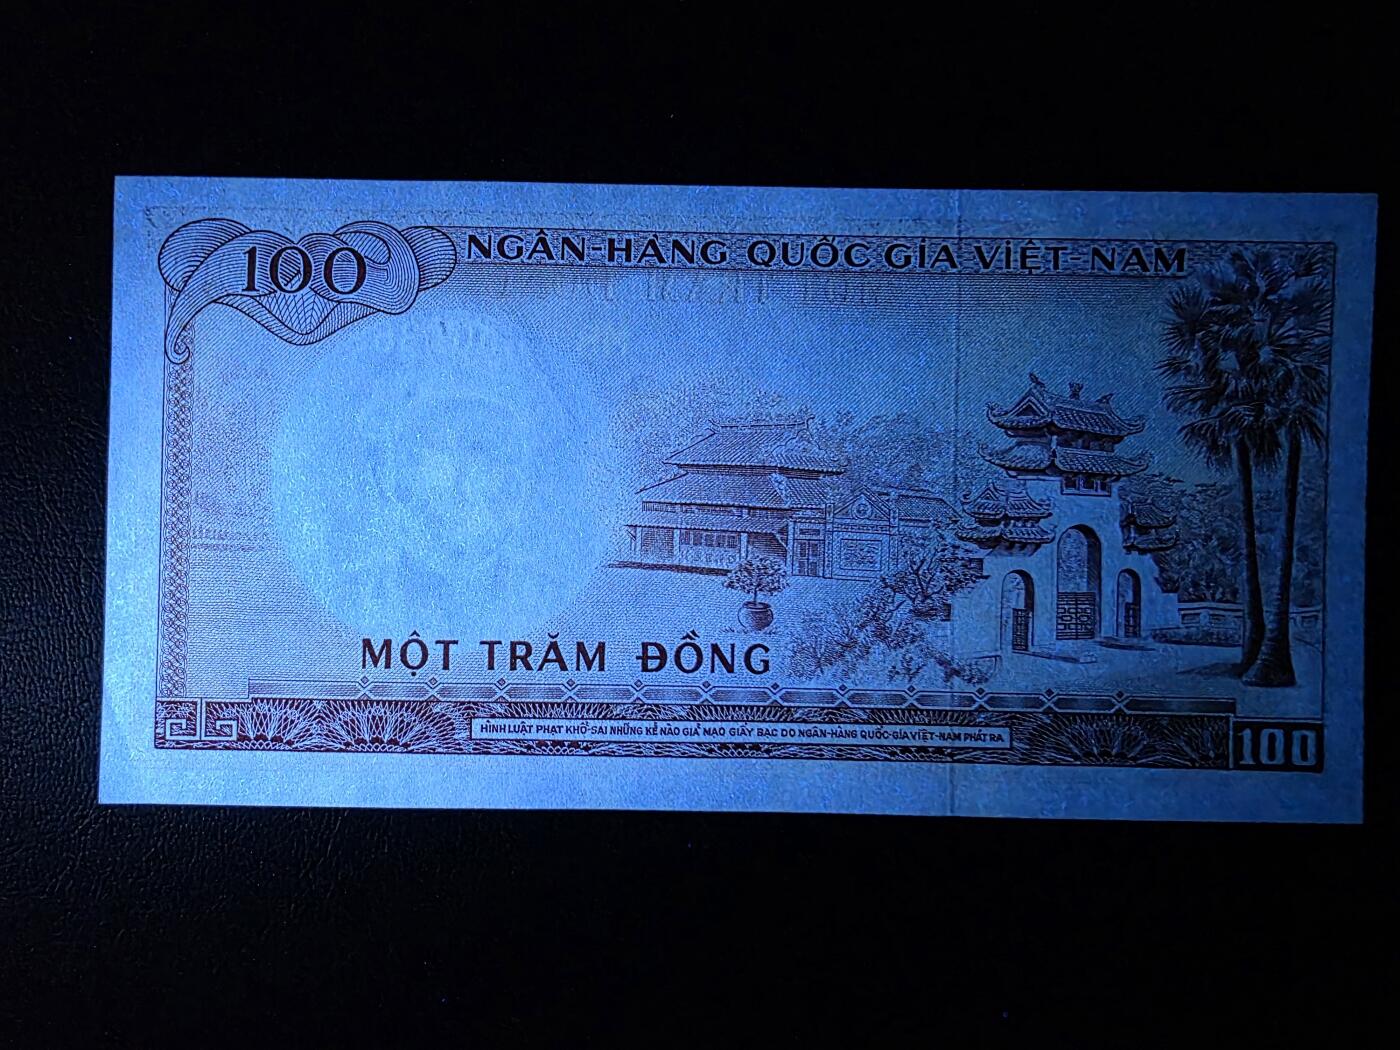 100
NGÂN-HÀNG QUỐC GIA VIỆT-NAM
MỘT TRĂM ĐỒNG
HÌNH LUẬT PHẠT KHỔ-SAI NHỮNG KẺ NÀO GIẢ MẠO GIẤY BẠC DO NGÂN-HÀNG QUỐC-GIA VIỆT-NAM PHÁT RA
100